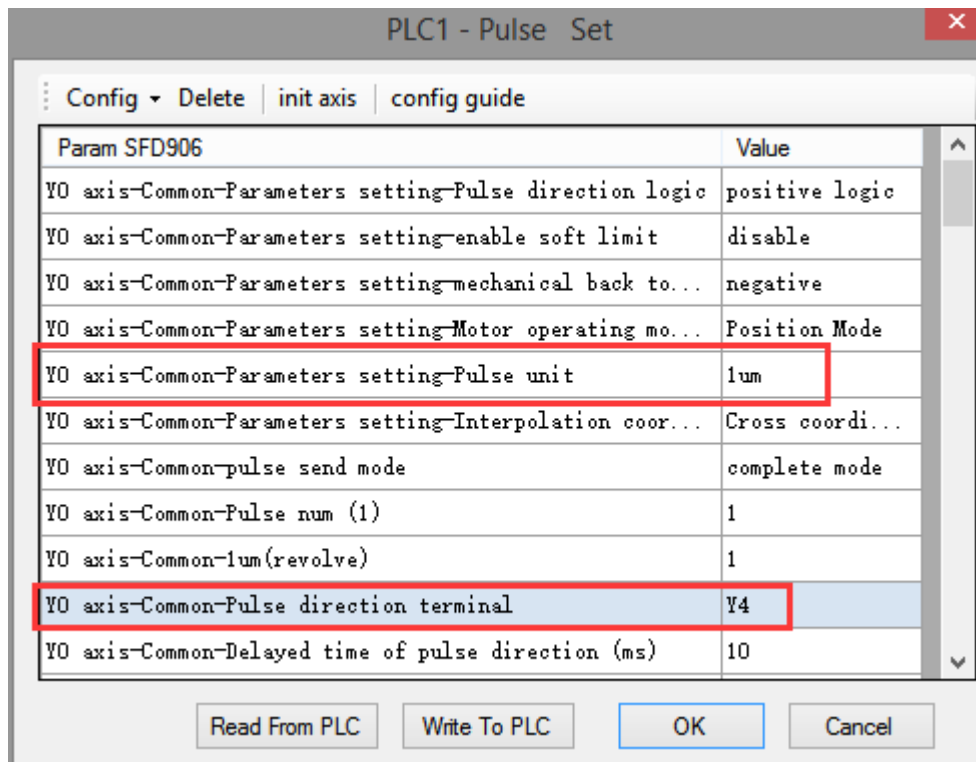 PLC1 - Pulse Set
Config Delete init axis config guide
Param SFD906 Value
Y0 axis-Common-Parameters setting-Pulse direction logic positive logic
Y0 axis-Common-Parameters setting-enable soft limit disable
Y0 axis-Common-Parameters setting-mechanical back to... negative
Y0 axis-Common-Parameters setting-Motor operating mo... Position Mode
Y0 axis-Common-Parameters setting-Pulse unit 1um
Y0 axis-Common-Parameters setting-Interpolation coor... Cross coordi...
Y0 axis-Common-pulse send mode complete mode
Y0 axis-Common-Pulse num (1) 1
Y0 axis-Common-1um(revolve) 1
Y0 axis-Common-Pulse direction terminal Y4
Y0 axis-Common-Delayed time of pulse direction (ms) 10
Read From PLC Write To PLC OK Cancel